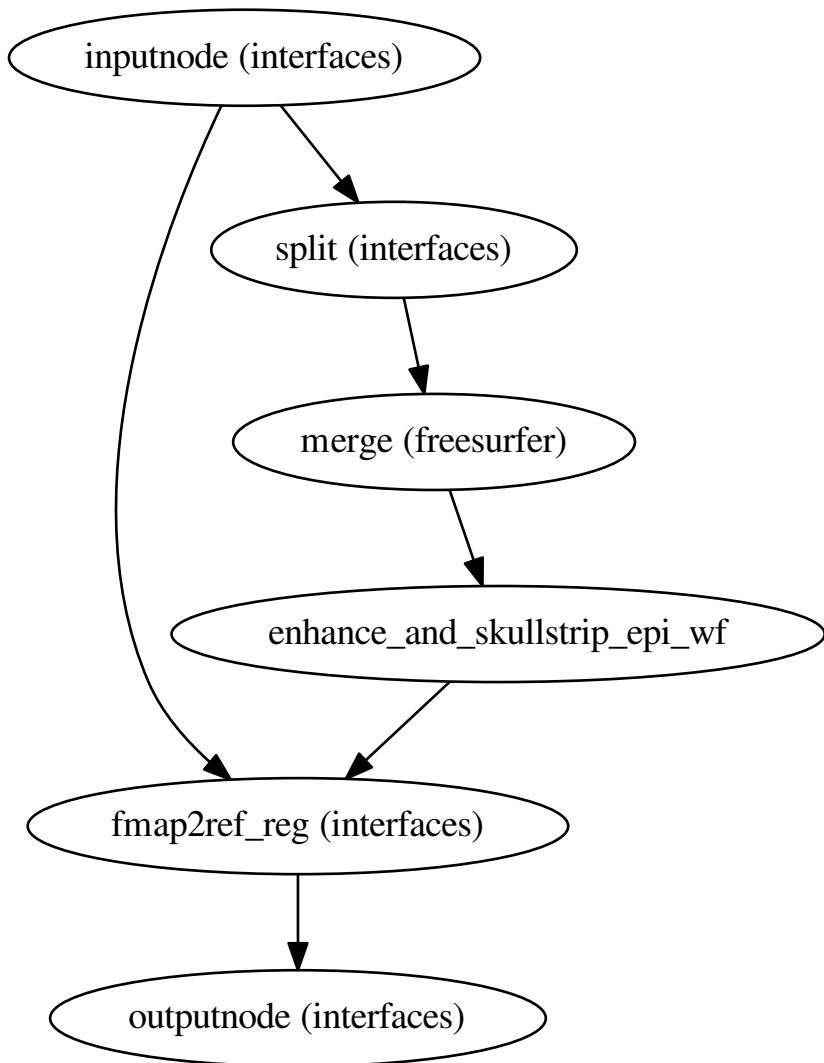 inputnode (interfaces)
split (interfaces)
merge (freesurfer)
enhance_and_skullstrip_epi_wf
fmap2ref_reg (interfaces)
outputnode (interfaces)